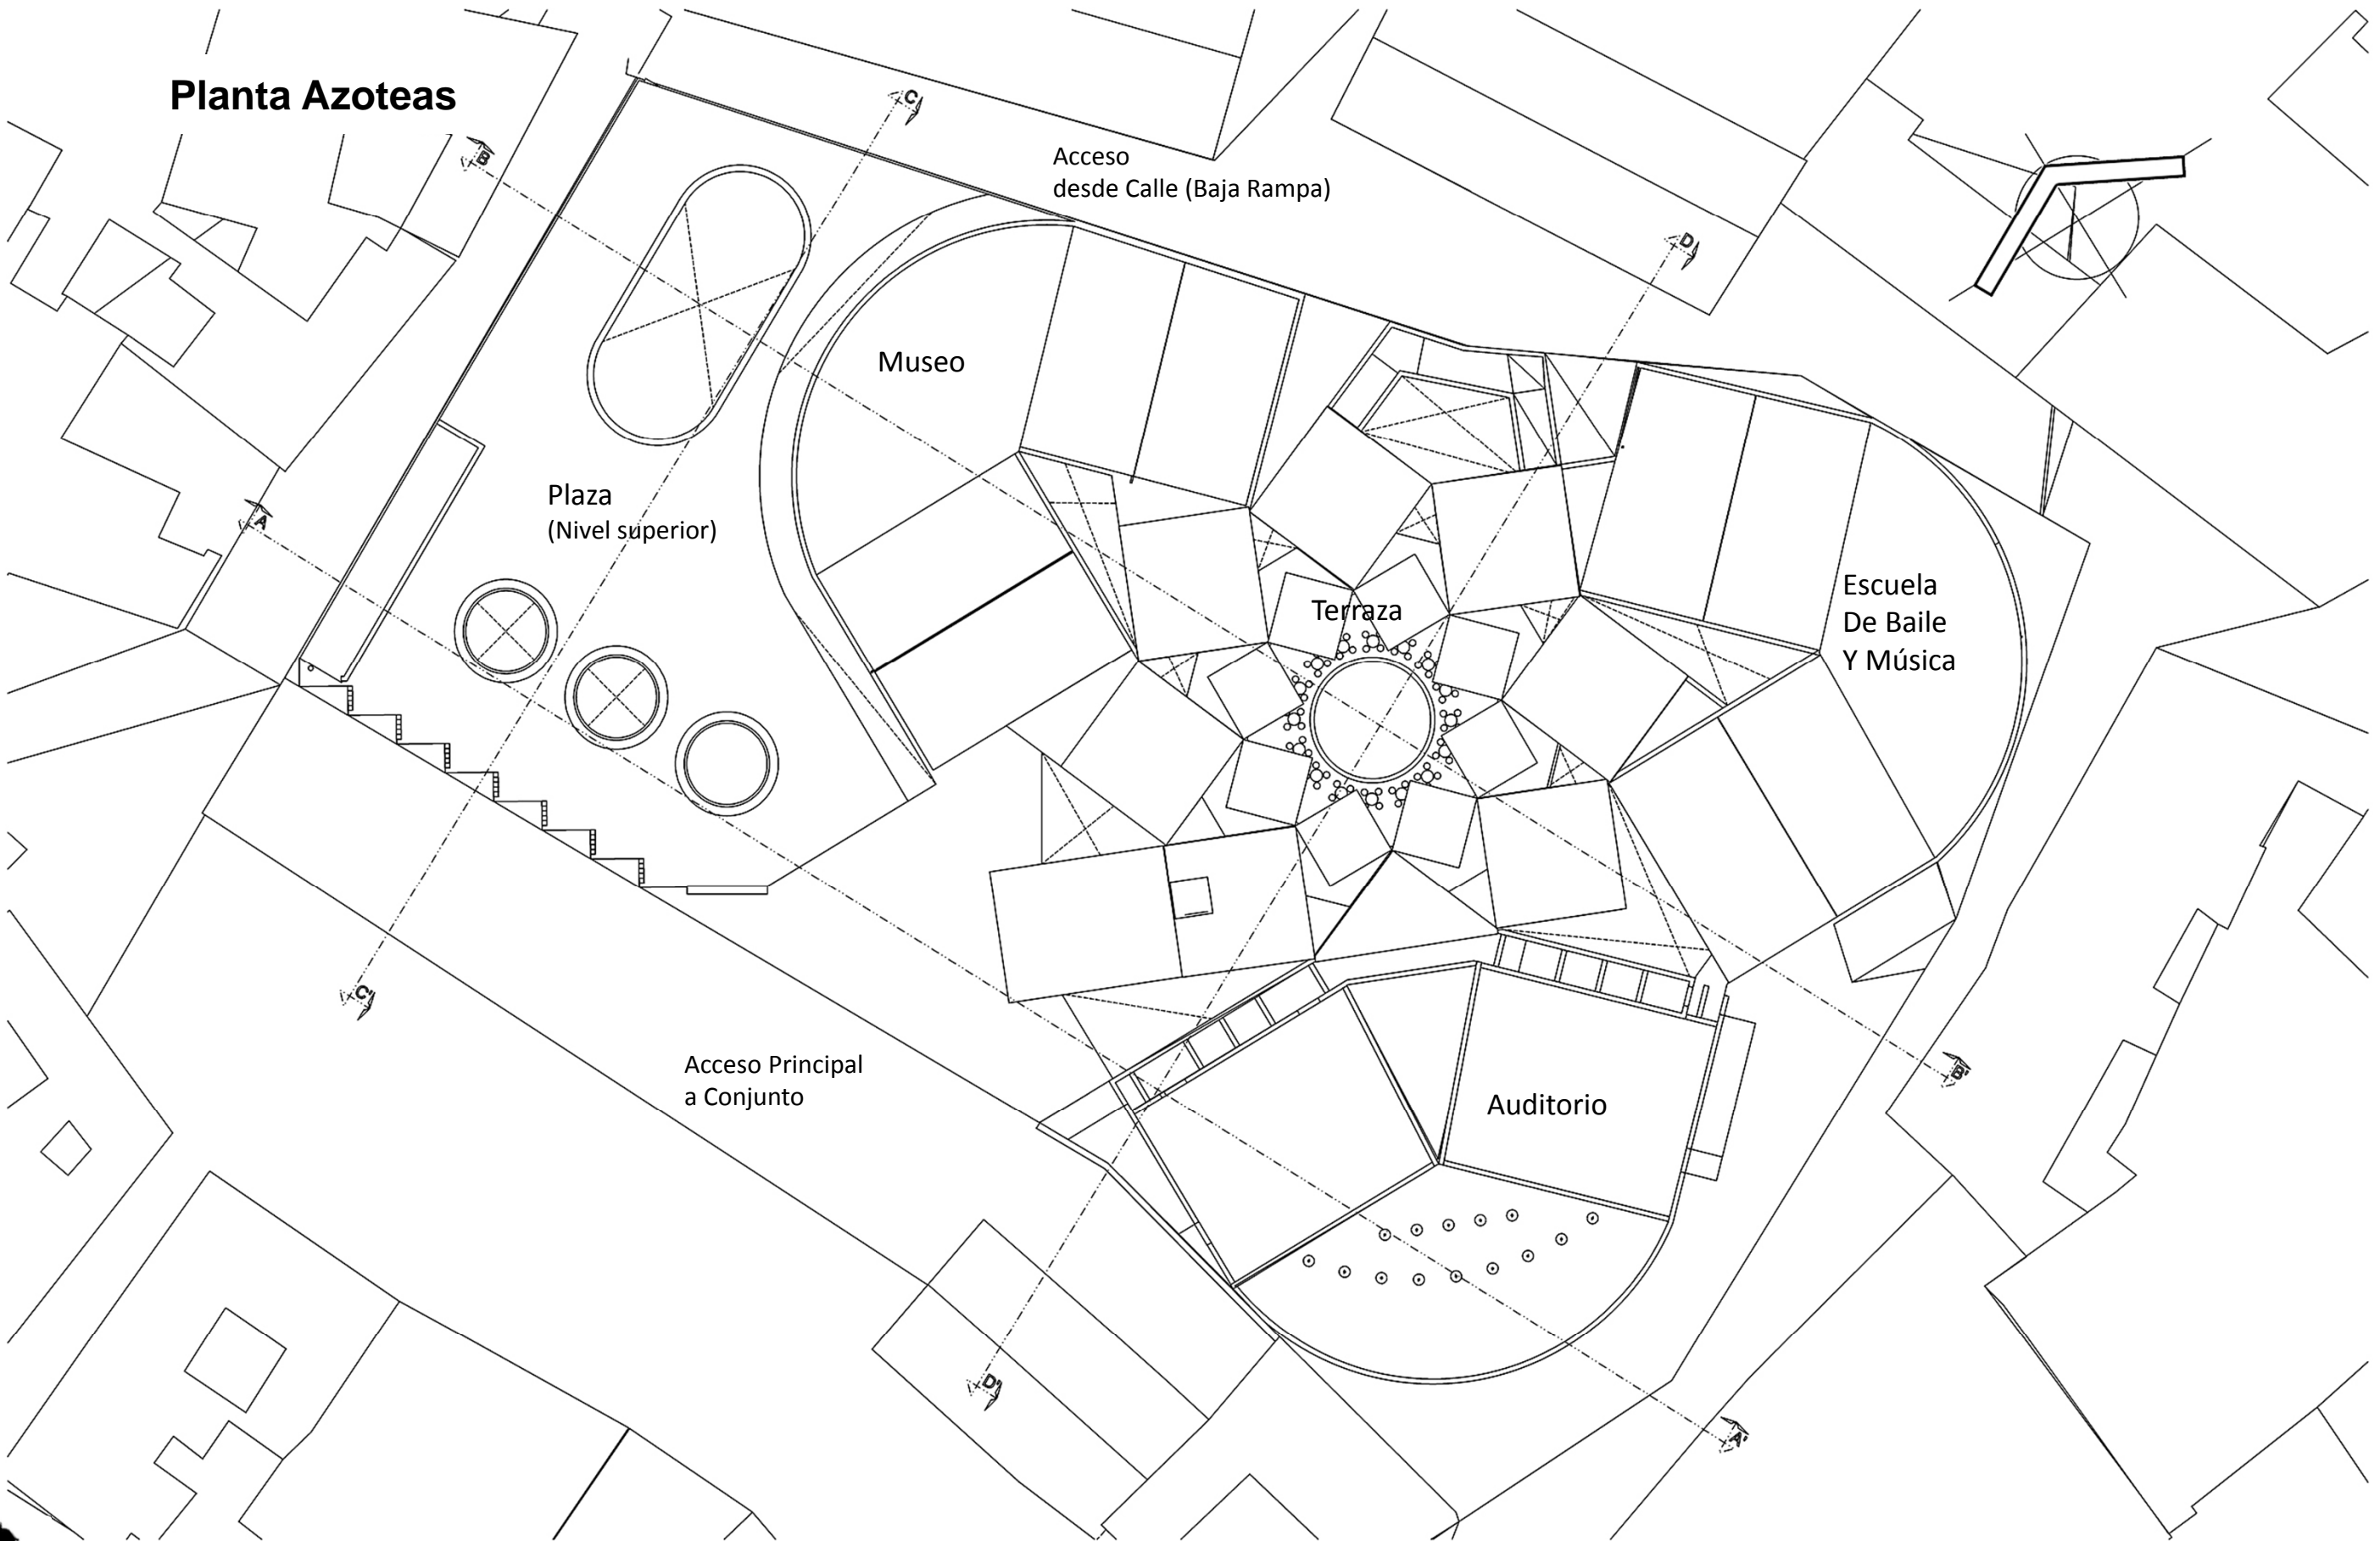 Planta Azoteas
C
B
Acceso
desde Calle (Baja Rampa)
D
Museo
Plaza
(Nivel superior)
A
Escuela
De Baile
Y Música
Terraza
C'
Acceso Principal
a Conjunto
Auditorio
B'
D'
A'